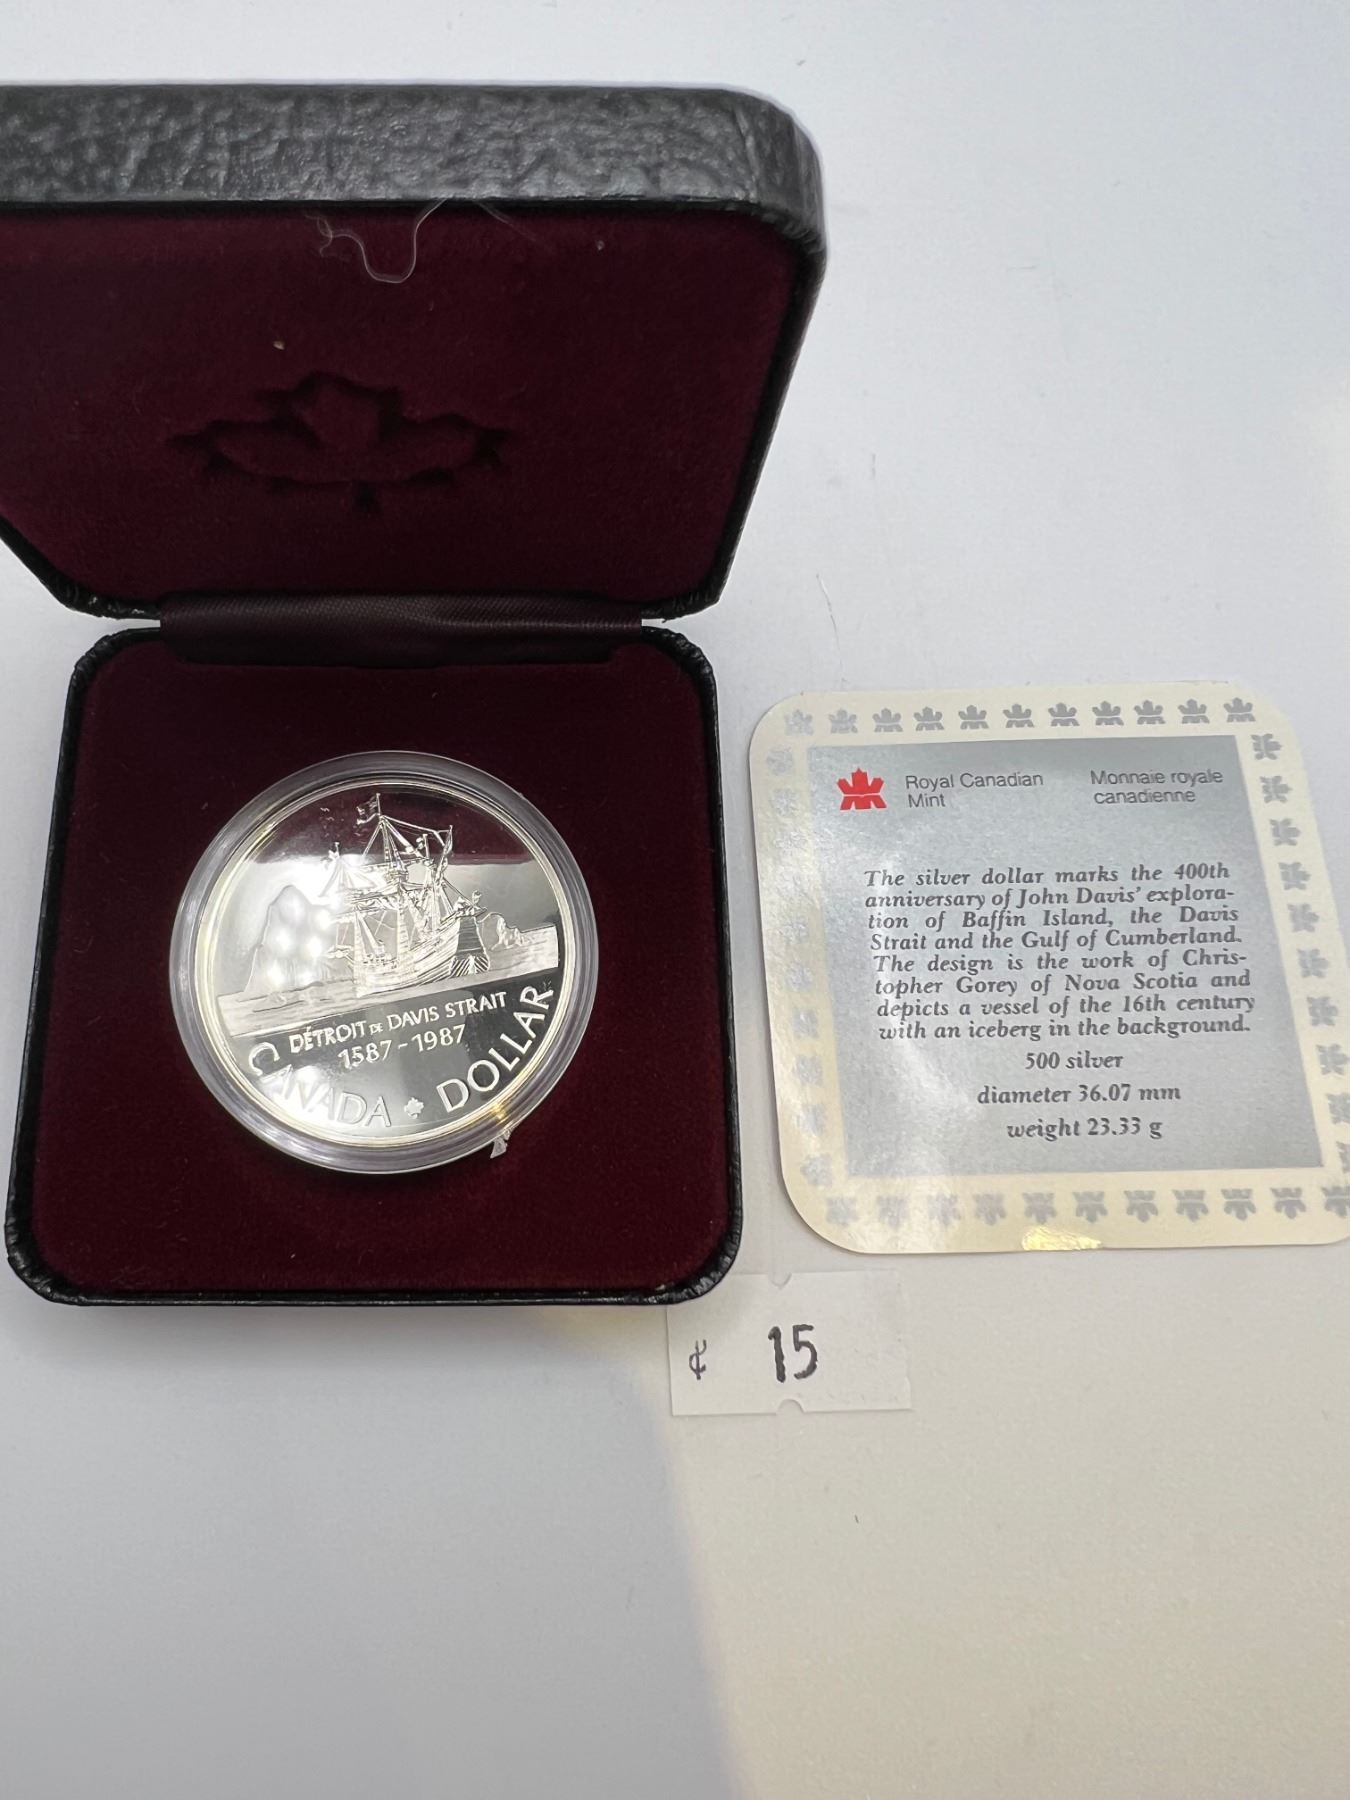 DÉTROIT DE DAVIS STRAIT
1587-1987
CANADA DOLLAR
Royal Canadian
Mint
Monnaie royale
canadienne
The silver dollar marks the 400th
anniversary of John Davis' explora-
tion of Baffin Island, the Davis
Strait and the Gulf of Cumberland.
The design is the work of Chris-
topher Gorey of Nova Scotia and
depicts a vessel of the 16th century
with an iceberg in the background.
500 silver
diameter 36.07 mm
weight 23.33 g
¢ 15